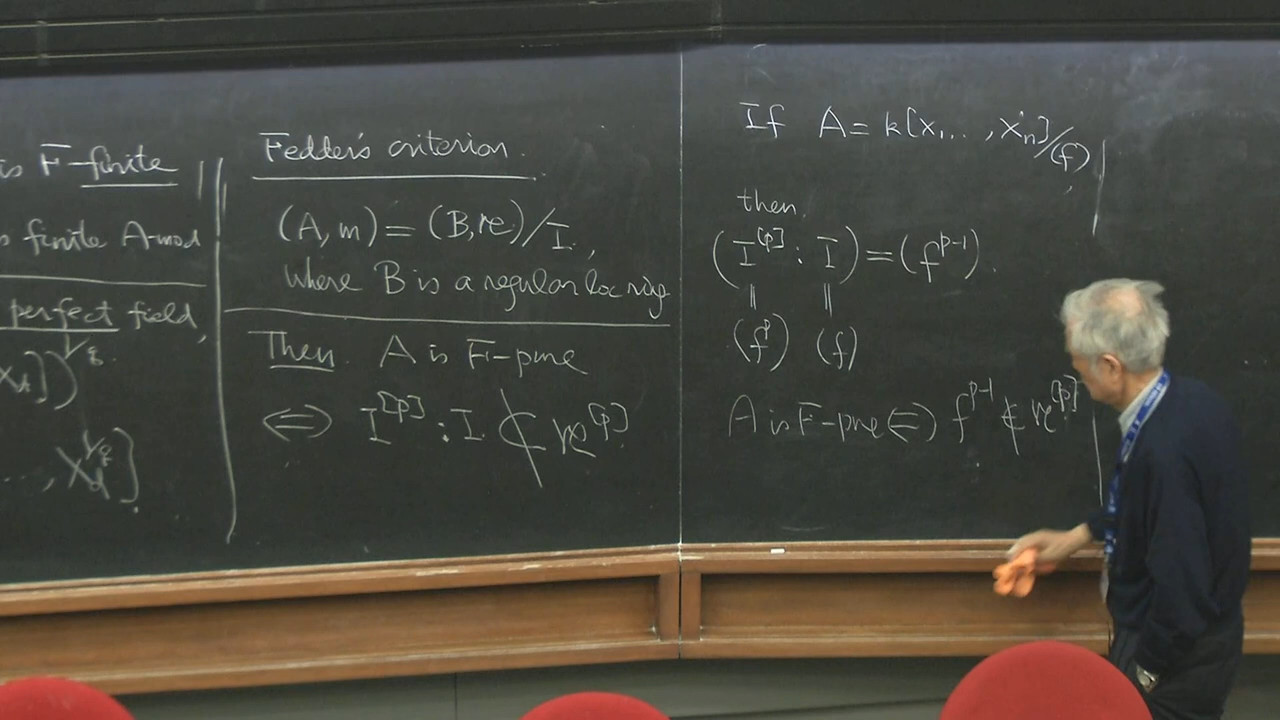 is F-finite
finite A-mod
perfect field,
X_d])^{1/q}
..., X_d^{1/q}]
Fedder's criterion.
(A, m) = (B, n)/I,
where B is a regular loc ring
Then A is F-pure
⇔ I^{[p]} : I ⊄ n^{[p]}
If A = k[X_1 ..., X_n]/(f)
then
(I^{[p]} : I) = (f^{p-1}).
(f^p) (f)
A is F-pure ⇔ f^{p-1} ∉ n^{[p]}